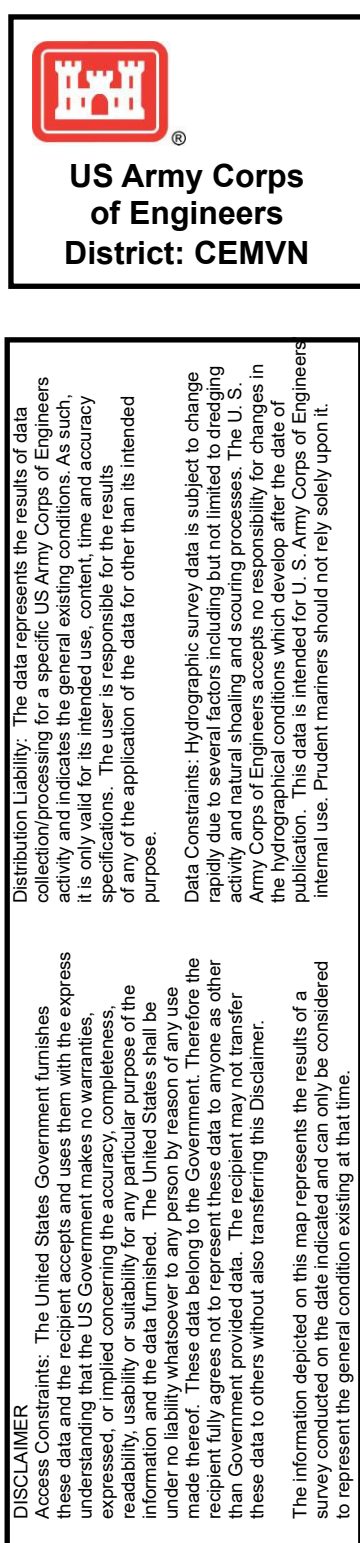 ®
US Army Corps
of Engineers
District: CEMVN
DISCLAIMER
Access Constraints: The United States Government furnishes
these data and the recipient accepts and uses them with the express
understanding that the US Government makes no warranties,
expressed, or implied concerning the accuracy, completeness,
readability, usability or suitability for any particular purpose of the
information and the data furnished. The United States shall be
under no liability whatsoever to any person by reason of any use
made thereof. These data belong to the Government. Therefore the
recipient fully agrees not to represent these data to anyone as other
than Government provided data. The recipient may not transfer
these data to others without also transferring this Disclaimer.
The information depicted on this map represents the results of a
survey conducted on the date indicated and can only be considered
to represent the general condition existing at that time.
Distribution Liability: The data represents the results of data
collection/processing for a specific US Army Corps of Engineers
activity and indicates the general existing conditions. As such,
it is only valid for its intended use, content, time and accuracy
specifications. The user is responsible for the results
of any of the application of the data for other than its intended
purpose.
Data Constraints: Hydrographic survey data is subject to change
rapidly due to several factors including but not limited to dredging
activity and natural shoaling and scouring processes. The U. S.
Army Corps of Engineers accepts no responsibility for changes in
the hydrographical conditions which develop after the date of
publication. This data is intended for U. S. Army Corps of Engineers
internal use. Prudent mariners should not rely solely upon it.